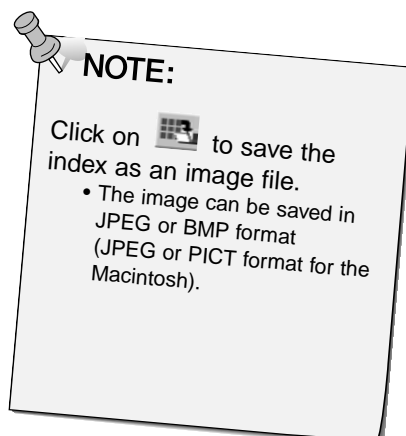 NOTE:
Click on to save the
index as an image file.
• The image can be saved in
JPEG or BMP format
(JPEG or PICT format for the
Macintosh).